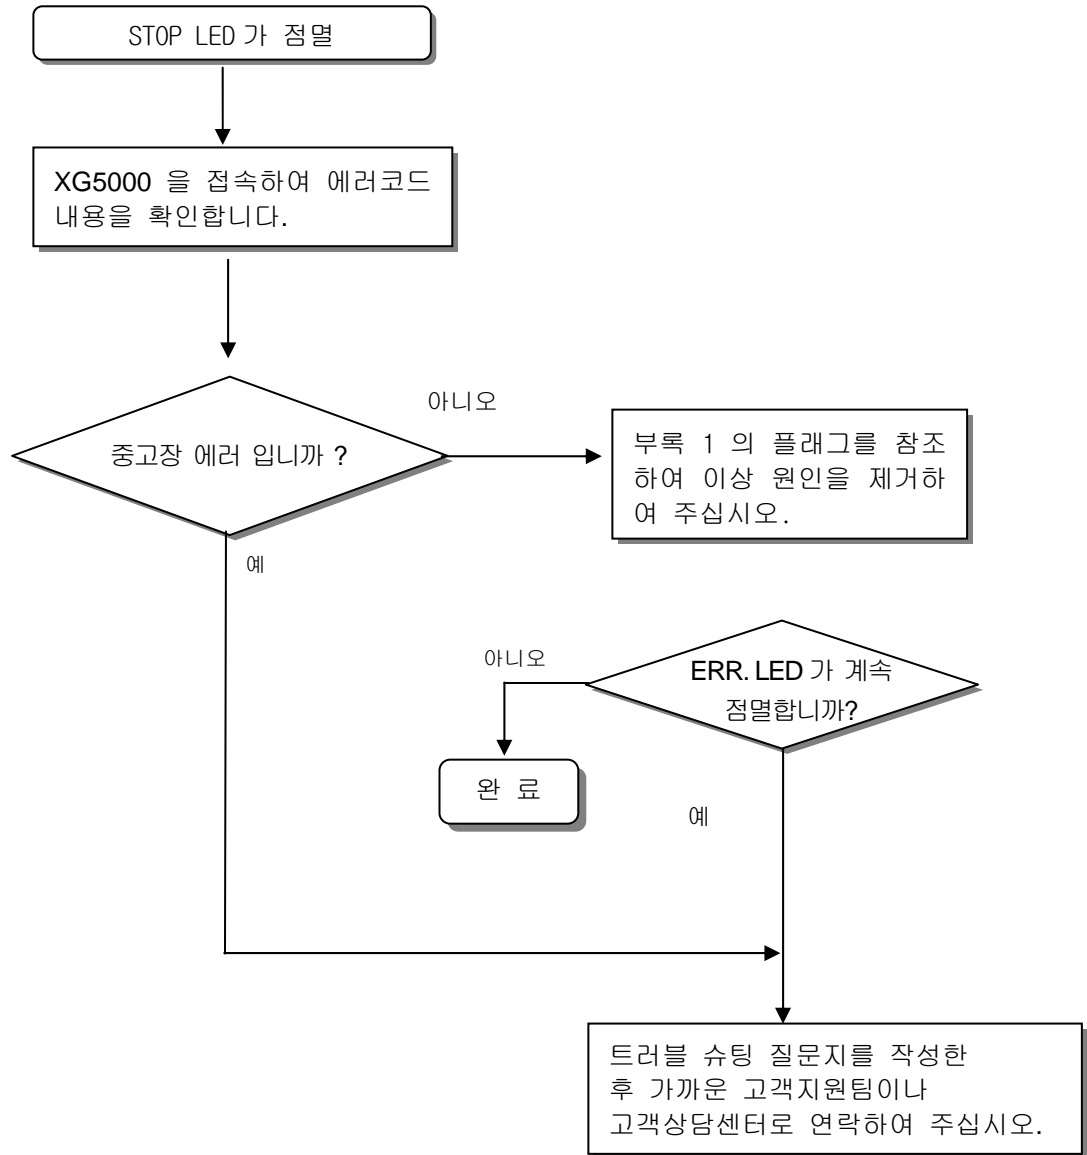 STOP LED 가 점멸
XG5000 을 접속하여 에러코드
내용을 확인합니다.
아니오
중고장 에러 입니까 ?
부록 1 의 플래그를 참조
하여 이상 원인을 제거하
여 주십시오.
예
아니오
ERR. LED 가 계속
점멸합니까?
완 료
예
트러블 슈팅 질문지를 작성한
후 가까운 고객지원팀이나
고객상담센터로 연락하여 주십시오.